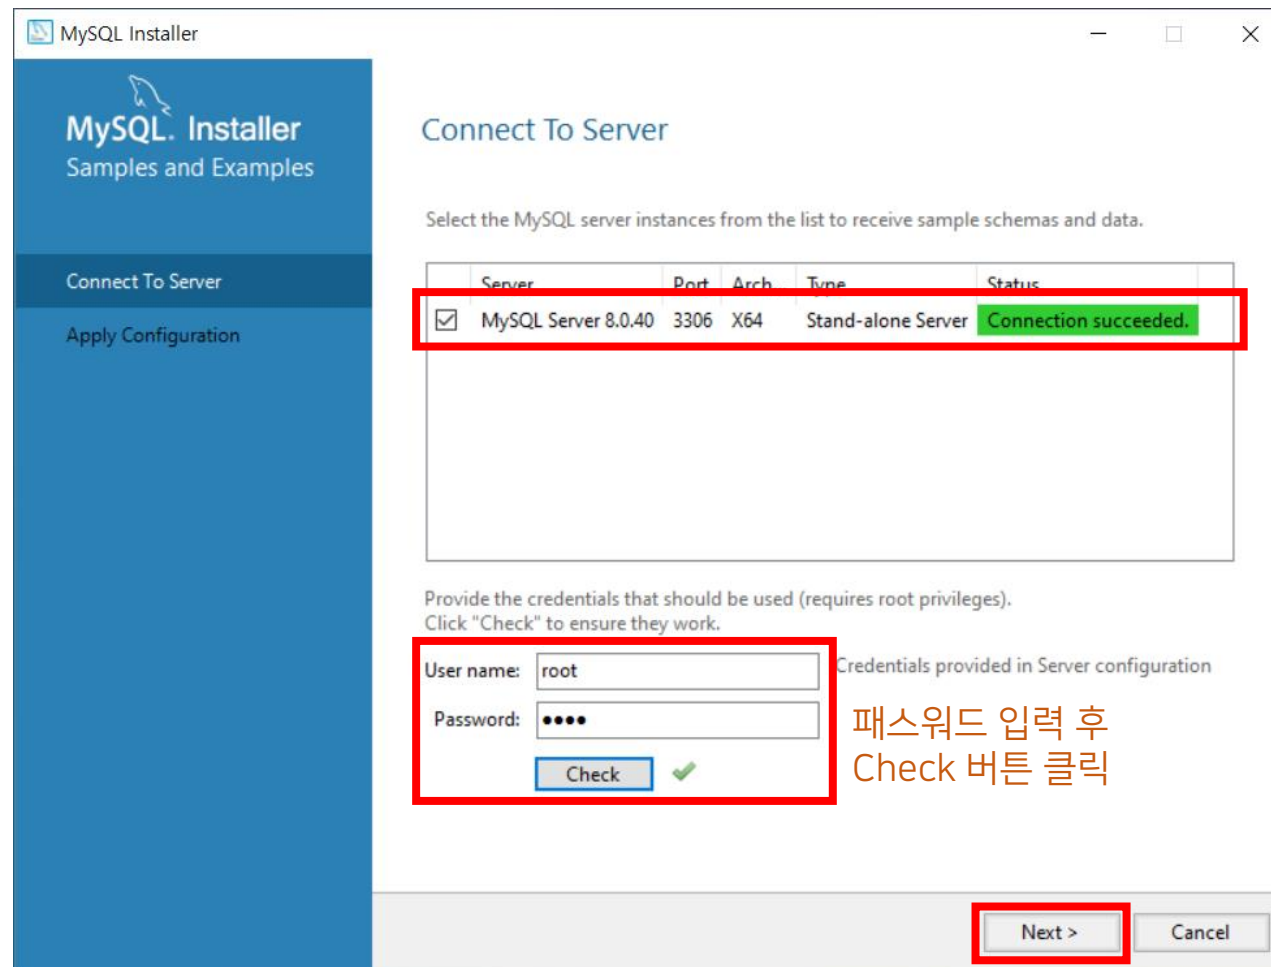 MySQL Installer
MySQL. Installer
Samples and Examples
Connect To Server
Apply Configuration
Connect To Server
Select the MySQL server instances from the list to receive sample schemas and data.
Server Port Arch Type Status
MySQL Server 8.0.40 3306 X64 Stand-alone Server Connection succeeded.
Provide the credentials that should be used (requires root privileges).
Click "Check" to ensure they work.
User name: root Credentials provided in Server configuration
Password: ●●●●
패스워드 입력 후
Check 버튼 클릭
Check
Next > Cancel